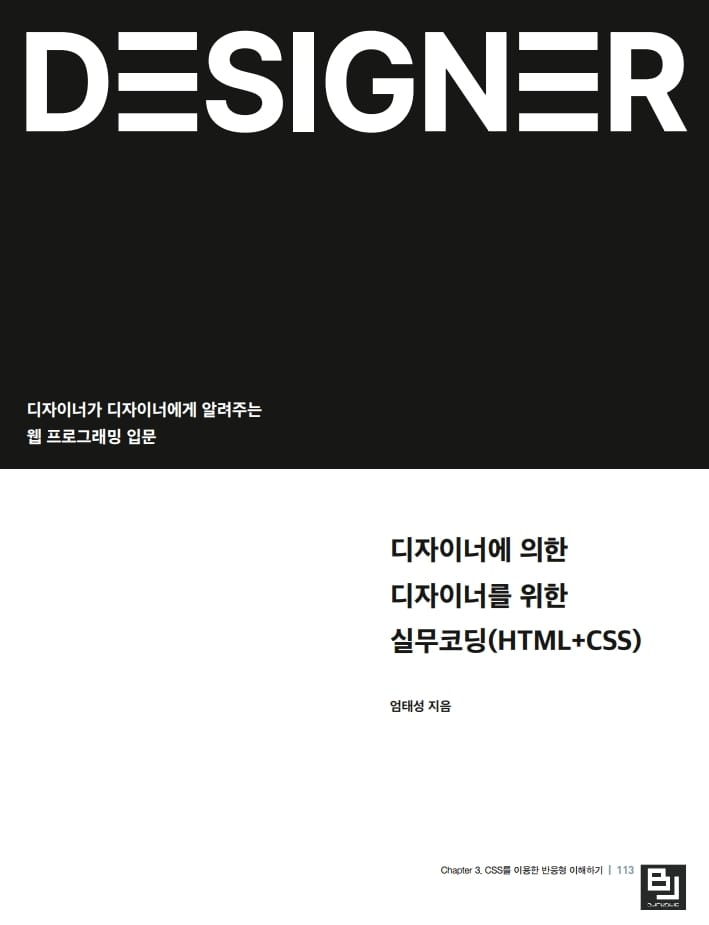 DESIGNER
디자이너가 디자이너에게 알려주는
웹 프로그래밍 입문
디자이너에 의한
디자이너를 위한
실무코딩(HTML+CSS)
엄태성 지음
Chapter 3. CSS를 이용한 반응형 이해하기 | 113
BJ